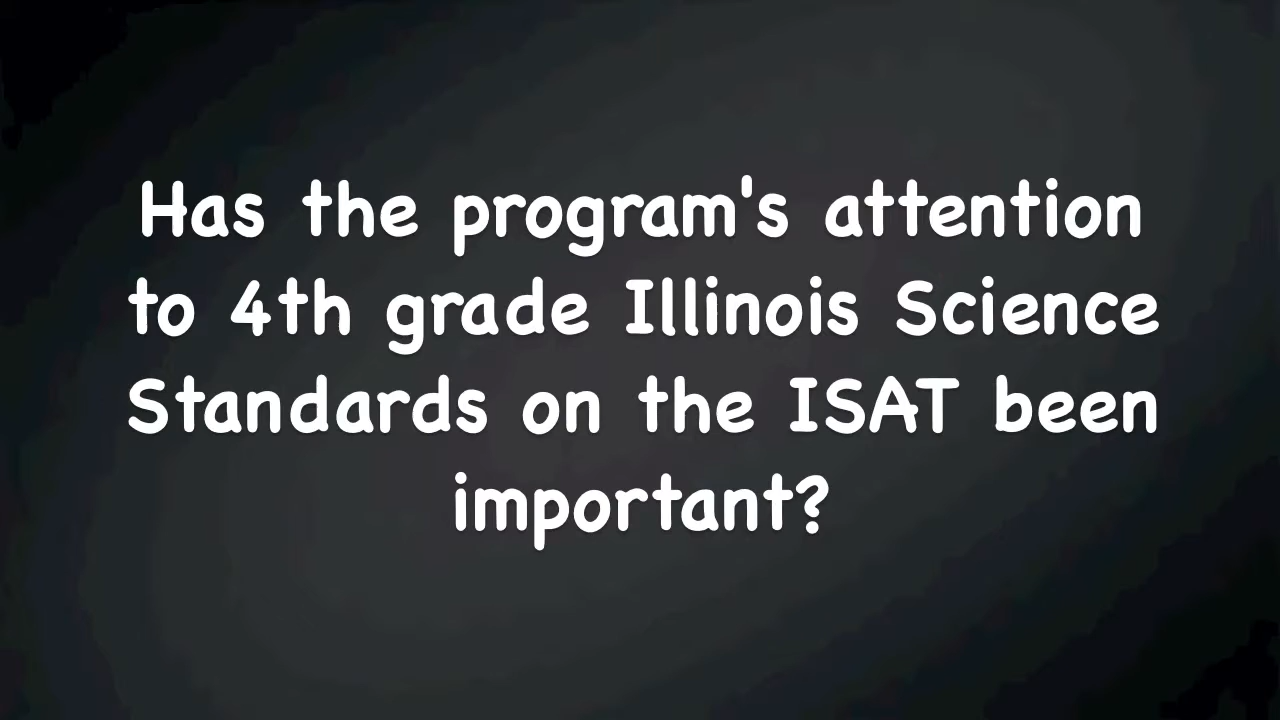 Has the program's attention
to 4th grade Illinois Science
Standards on the ISAT been
important?